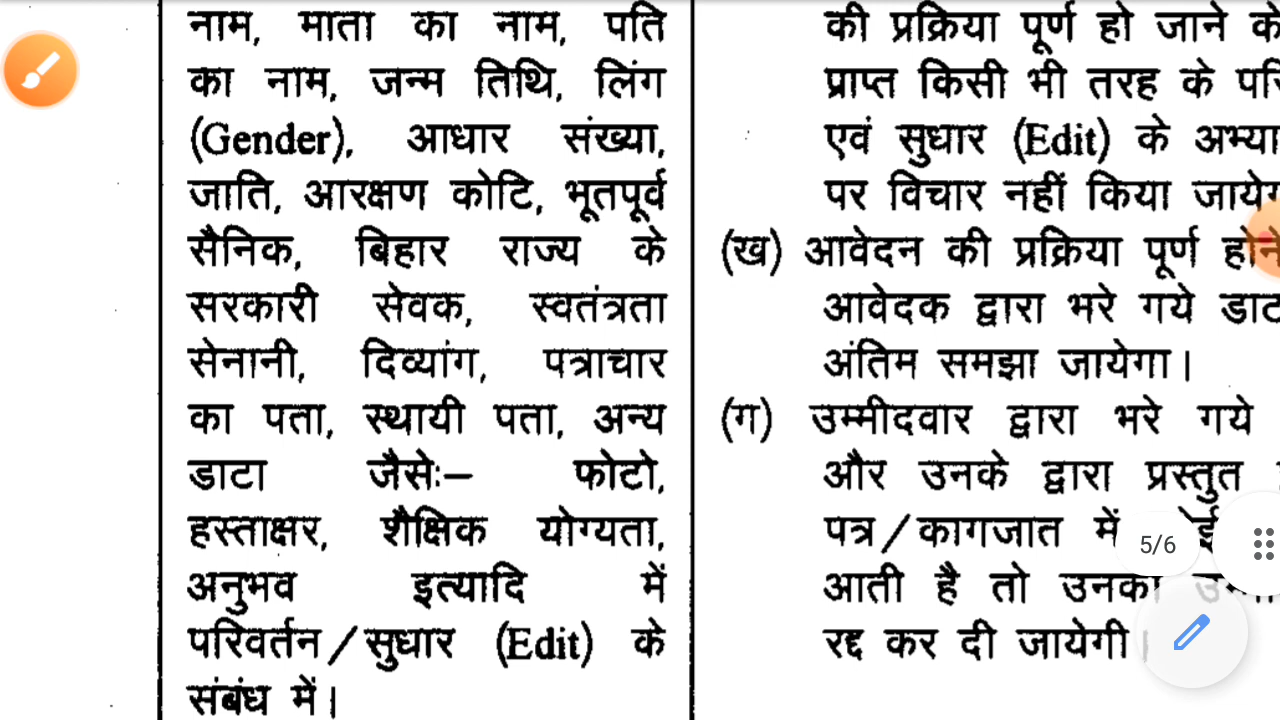 नाम, माता का नाम, पति
का नाम, जन्म तिथि, लिंग
(Gender), आधार संख्या,
जाति, आरक्षण कोटि, भूतपूर्व
सैनिक, बिहार राज्य के
सरकारी सेवक, स्वतंत्रता
सेनानी, दिव्यांग, पत्राचार
का पता, स्थायी पता, अन्य
डाटा जैसेः– फोटो,
हस्ताक्षर, शैक्षिक योग्यता,
अनुभव इत्यादि में
परिवर्तन/सुधार (Edit) के
संबंध में।
की प्रक्रिया पूर्ण हो जाने के
प्राप्त किसी भी तरह के
एवं सुधार (Edit) के
पर विचार नहीं किया
(ख) आवेदन की प्रक्रिया पूर्ण होने
आवेदक द्वारा भरे गये
अंतिम समझा जायेगा।
(ग) उम्मीदवार द्वारा भरे गये
और उनके द्वारा प्रस्तुत
पत्र/कागजात में
आती है तो उनका
रद्द कर दी जायेगी।
5/6